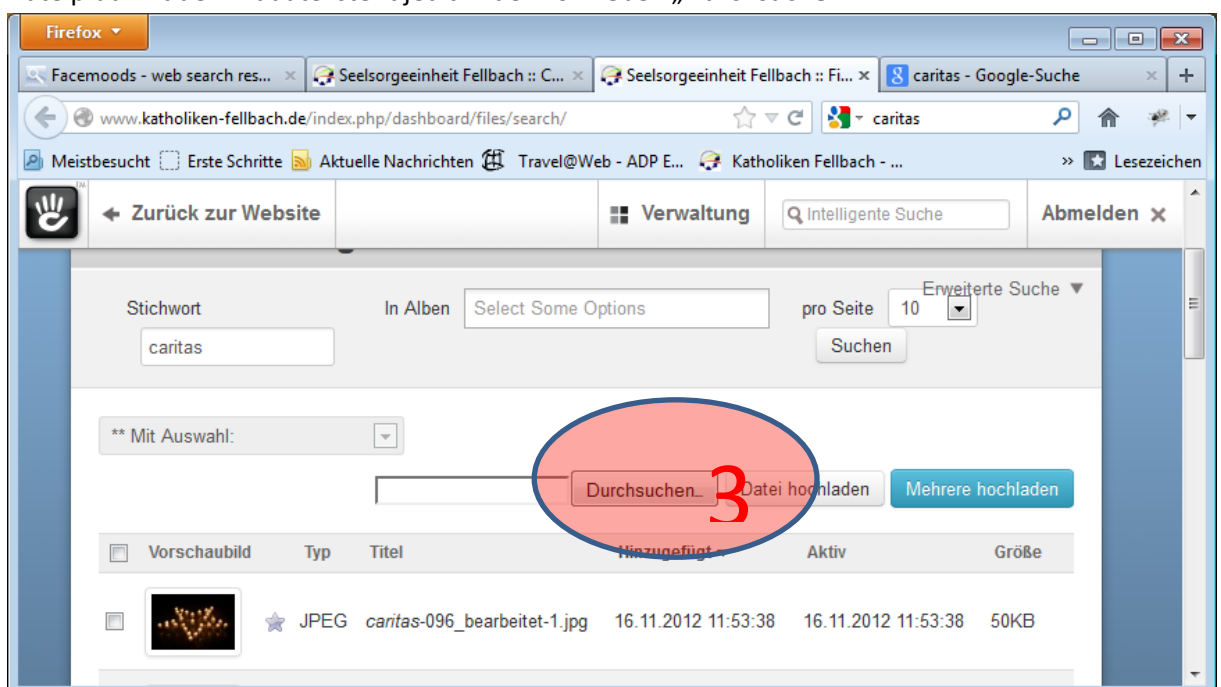 Firefox
Facemoods - web search res... Seelsorgeeinheit Fellbach :: C... Seelsorgeeinheit Fellbach :: Fi... caritas - Google-Suche
www.katholiken-fellbach.de/index.php/dashboard/files/search/ caritas
Meistbesucht Erste Schritte Aktuelle Nachrichten Travel@Web - ADP E... Katholiken Fellbach - ... » Lesezeichen
Zurück zur Website Verwaltung Intelligente Suche Abmelden
Erweiterte Suche
Stichwort In Alben Select Some Options pro Seite 10
caritas Suchen
** Mit Auswahl:
Durchsuchen... 3 Datei hochladen Mehrere hochladen
Vorschaubild Typ Titel Hinzugefügt Aktiv Größe
JPEG caritas-096_bearbeitet-1.jpg 16.11.2012 11:53:38 16.11.2012 11:53:38 50KB